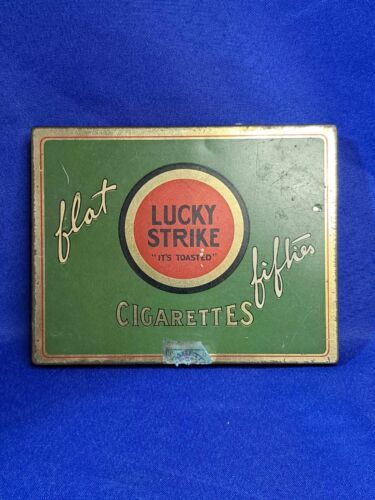 flat
LUCKY
STRIKE
"IT'S TOASTED"
CIGARETTES
fifties